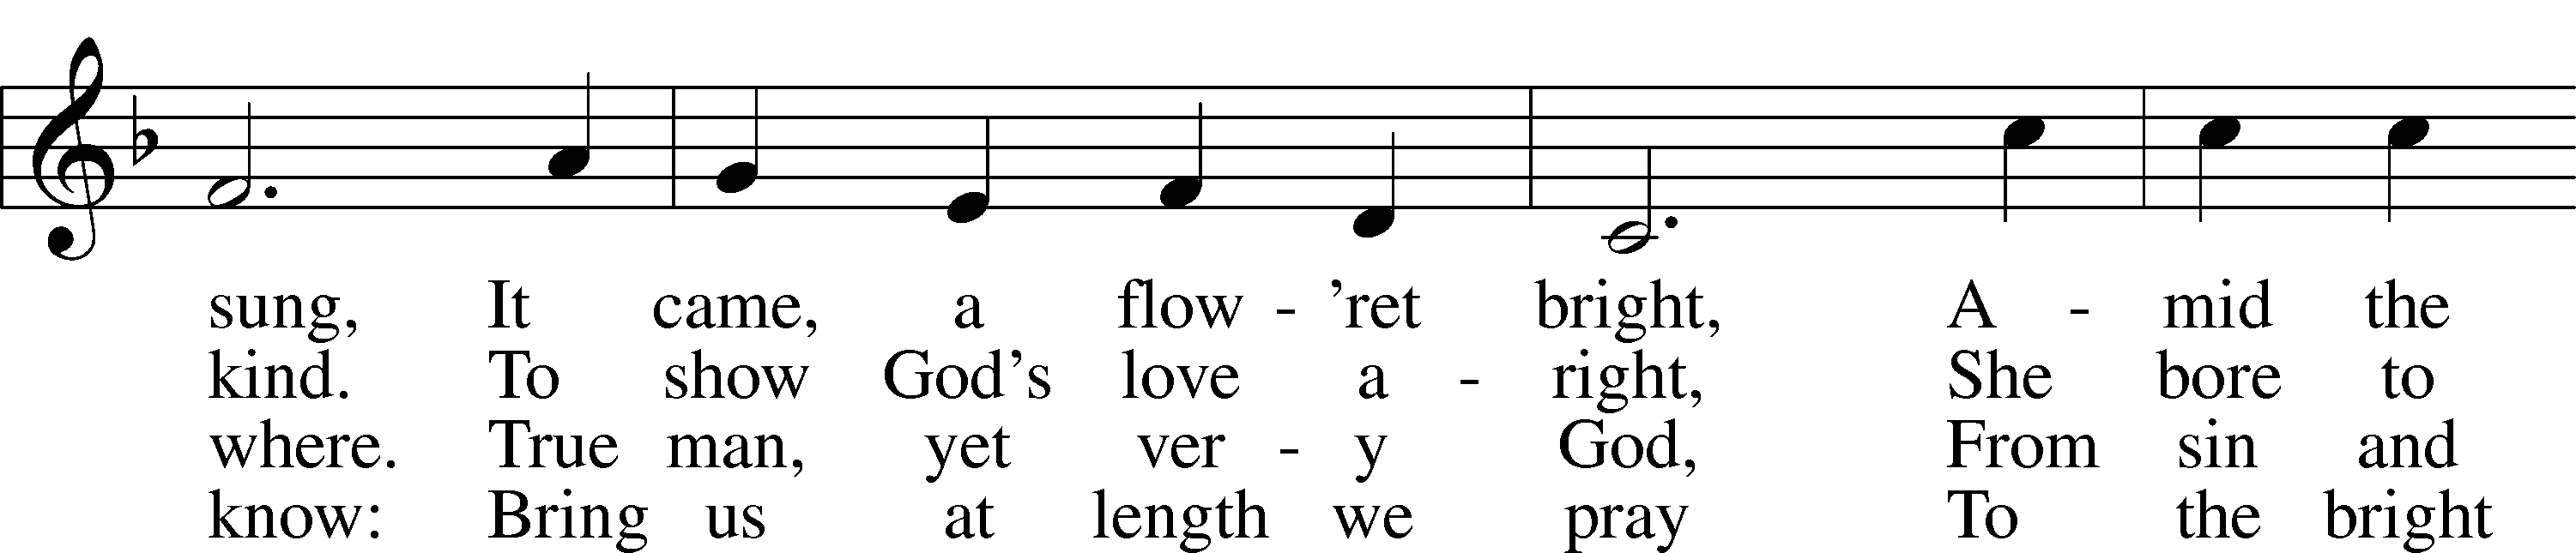 sung, It came, a flow - ’ret bright, A - mid the
kind. To show God’s love a - right, She bore to
where. True man, yet ver - y God, From sin and
know: Bring us at length we pray To the bright